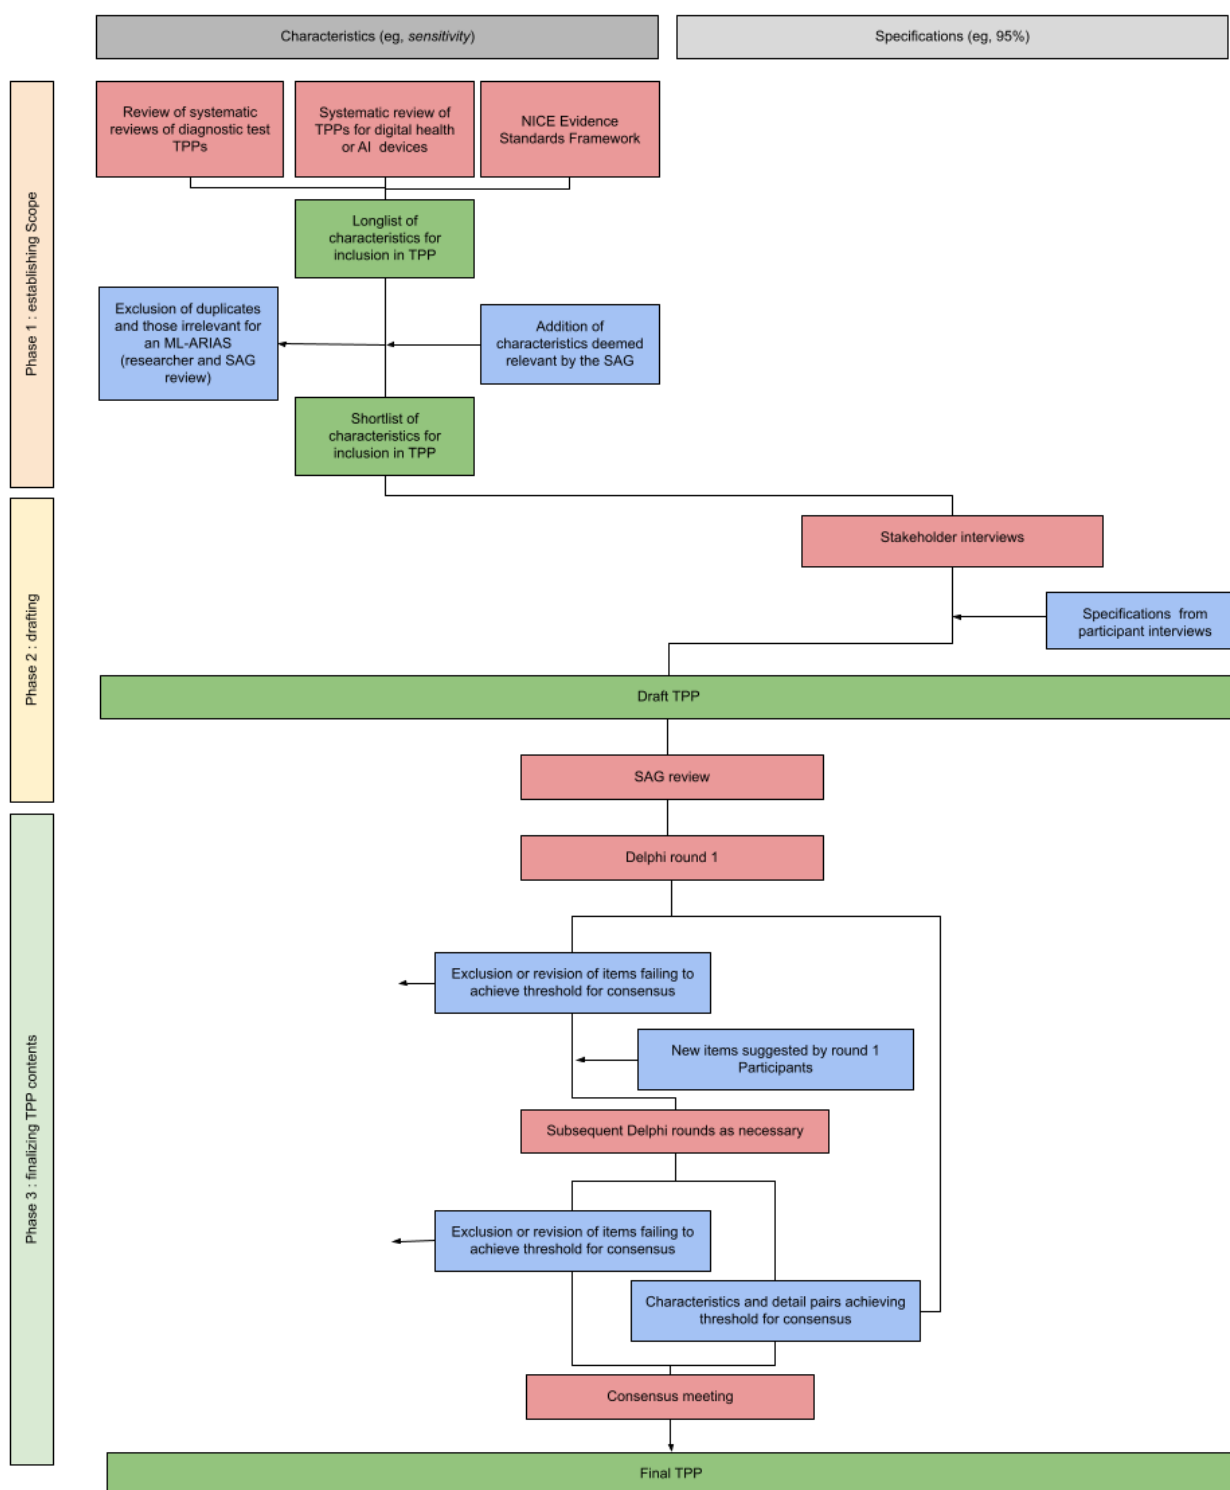 Characteristics (eg, sensitivity)
Specifications (eg, 95%)
Phase 1 : establishing Scope
Review of systematic
reviews of diagnostic test
TPPs
Systematic review of
TPPs for digital health
or AI devices
NICE Evidence
Standards Framework
Longlist of
characteristics for
inclusion in TPP
Exclusion of duplicates
and those irrelevant for
an ML-ARIAS
(researcher and SAG
review)
Addition of
characteristics deemed
relevant by the SAG
Shortlist of
characteristics for
inclusion in TPP
Phase 2 : drafting
Stakeholder interviews
Specifications from
participant interviews
Draft TPP
SAG review
Phase 3 : finalizing TPP contents
Delphi round 1
Exclusion or revision of items failing to
achieve threshold for consensus
New items suggested by round 1
Participants
Subsequent Delphi rounds as necessary
Exclusion or revision of items failing to
achieve threshold for consensus
Characteristics and detail pairs achieving
threshold for consensus
Consensus meeting
Final TPP